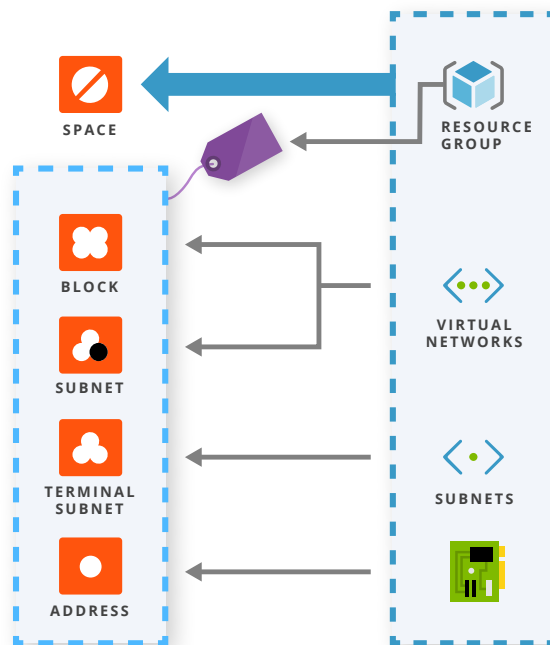 SPACE
RESOURCE
GROUP
BLOCK
VIRTUAL
NETWORKS
SUBNET
TERMINAL
SUBNET
SUBNETS
ADDRESS